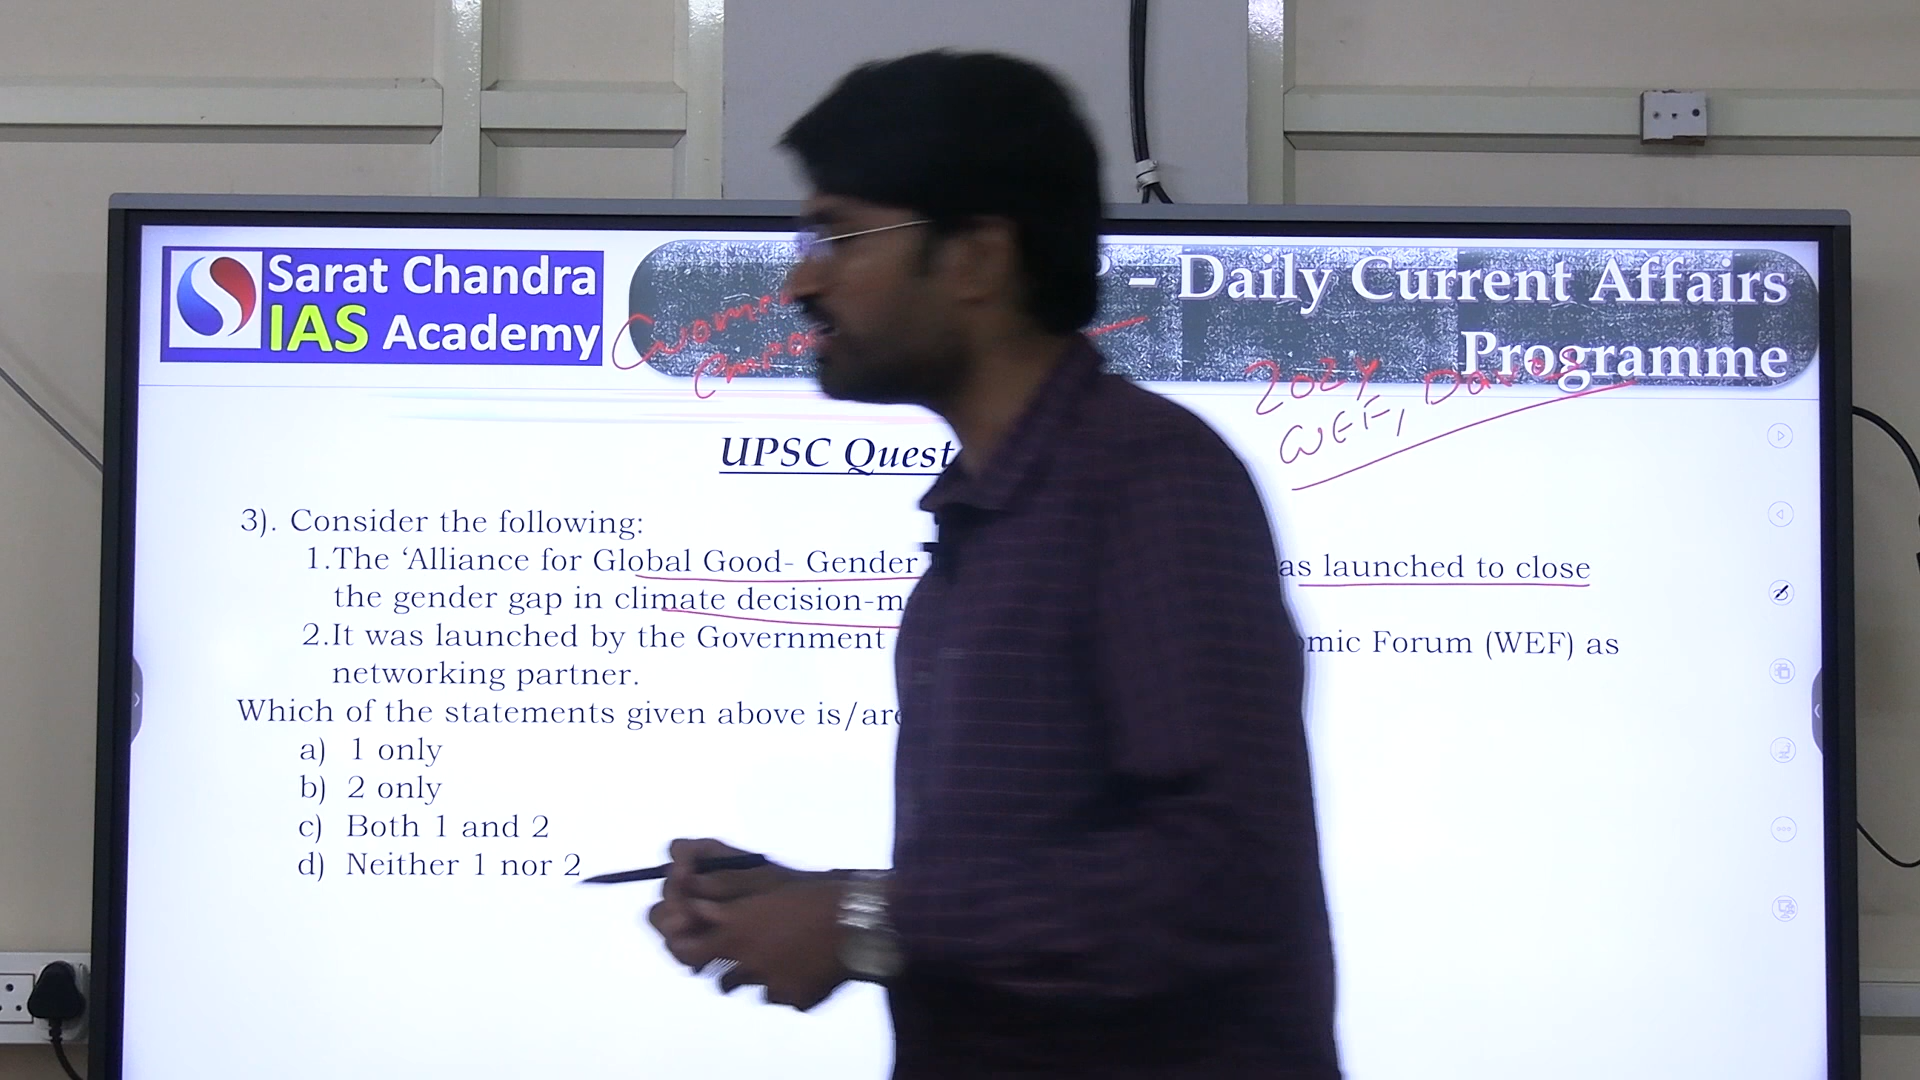 Sarat Chandra
IAS Academy
– Daily Current Affairs
Programme
2024
WEF, Davos
UPSC Quest
3). Consider the following:
1.The ‘Alliance for Global Good- Gender as launched to close
the gender gap in climate decision-m
2.It was launched by the Government omic Forum (WEF) as
networking partner.
Which of the statements given above is/are
a) 1 only
b) 2 only
c) Both 1 and 2
d) Neither 1 nor 2